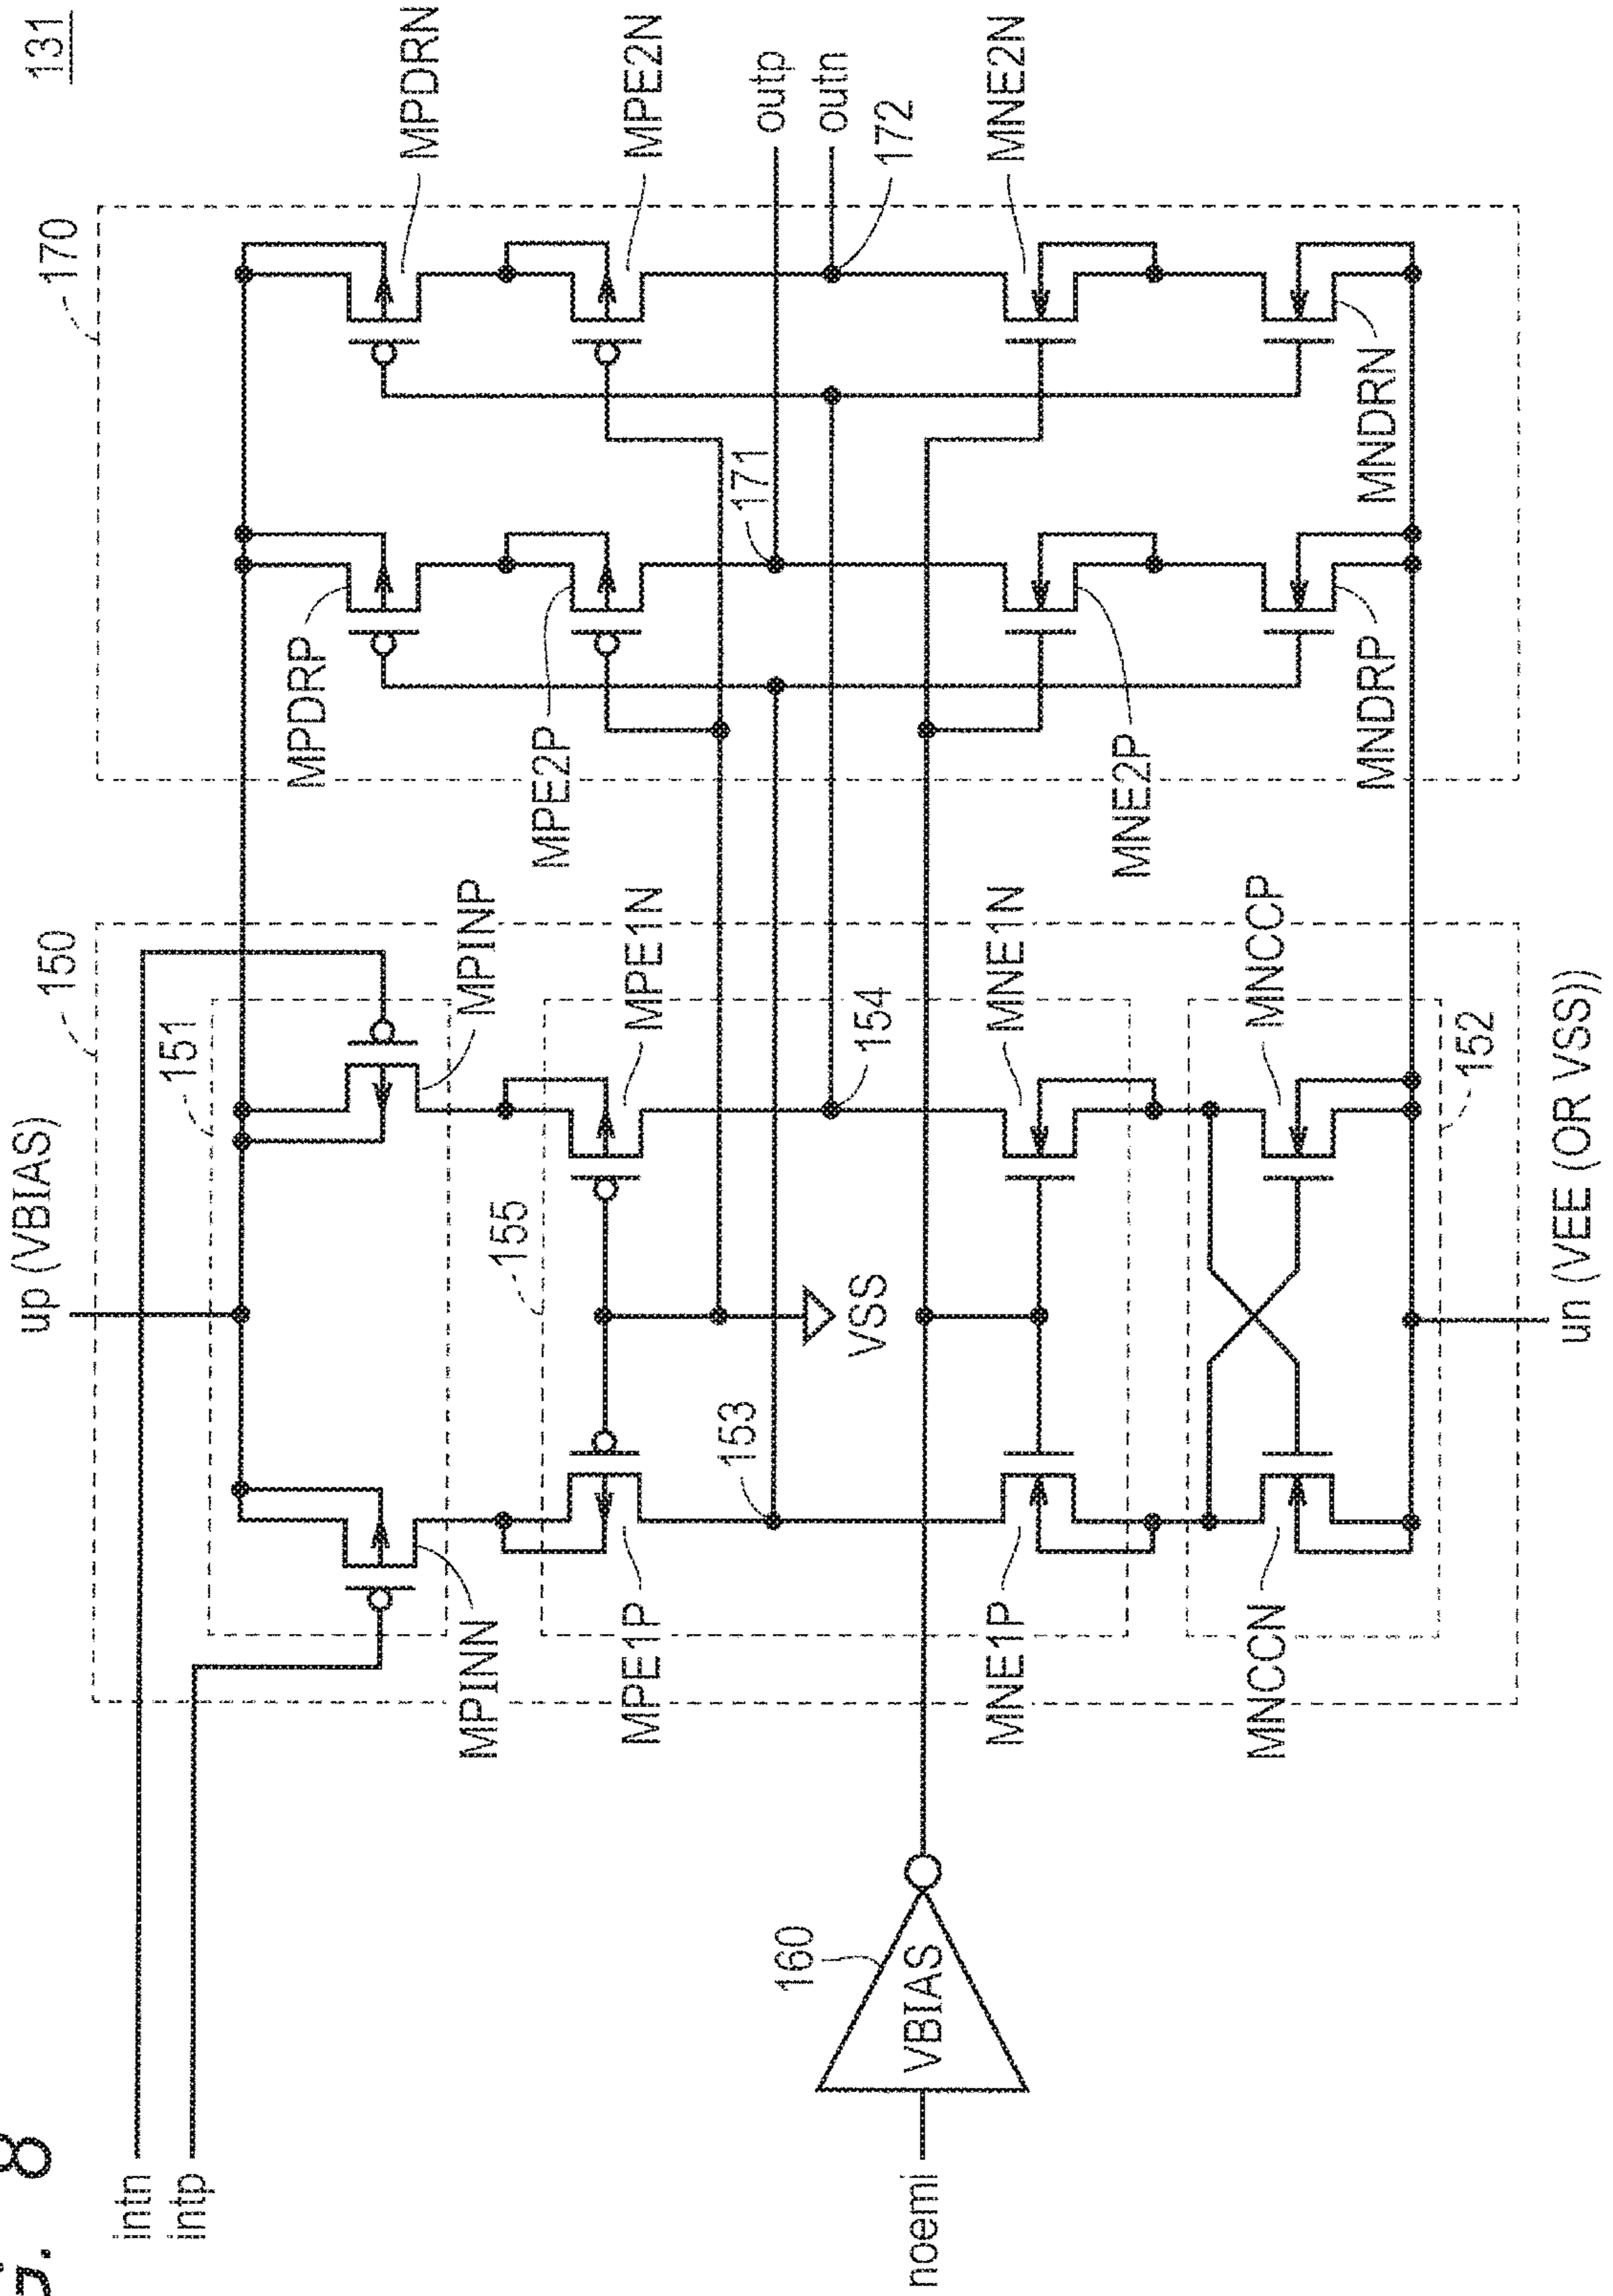 131
170
MPDRN
MPE2N
outp
outn
172
MNE2N
MNDRN
171
MPDRP
MPE2P
MNE2P
MNDRP
150
up (VBIAS)
151
MPINP
155
MPE1N
154
VSS
MNE1N
MNCCP
152
un (VEE (OR VSS))
153
MPINN
MPE1P
MNE1P
MNCCN
160
VBIAS
noemi
intn
intp
8